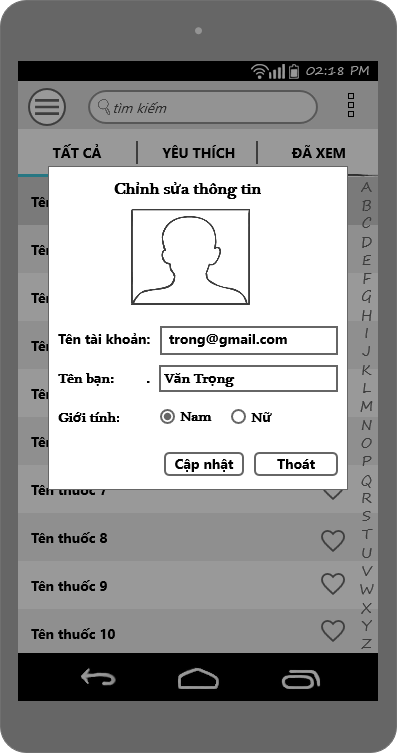 02:18 PM
tìm kiếm
TẤT CẢ YÊU THÍCH ĐÃ XEM
Chỉnh sửa thông tin
Tên tài khoản: trong@gmail.com
Tên bạn: . Văn Trọng
Giới tính: Nam Nữ
Cập nhật Thoát
Tên
Tên
Tên
Tên
Tên
Tên
Tên thuốc 7
Tên thuốc 8
Tên thuốc 9
Tên thuốc 10
A
B
C
D
E
F
G
H
I
J
K
L
M
N
O
P
Q
R
S
T
U
V
W
X
Y
Z